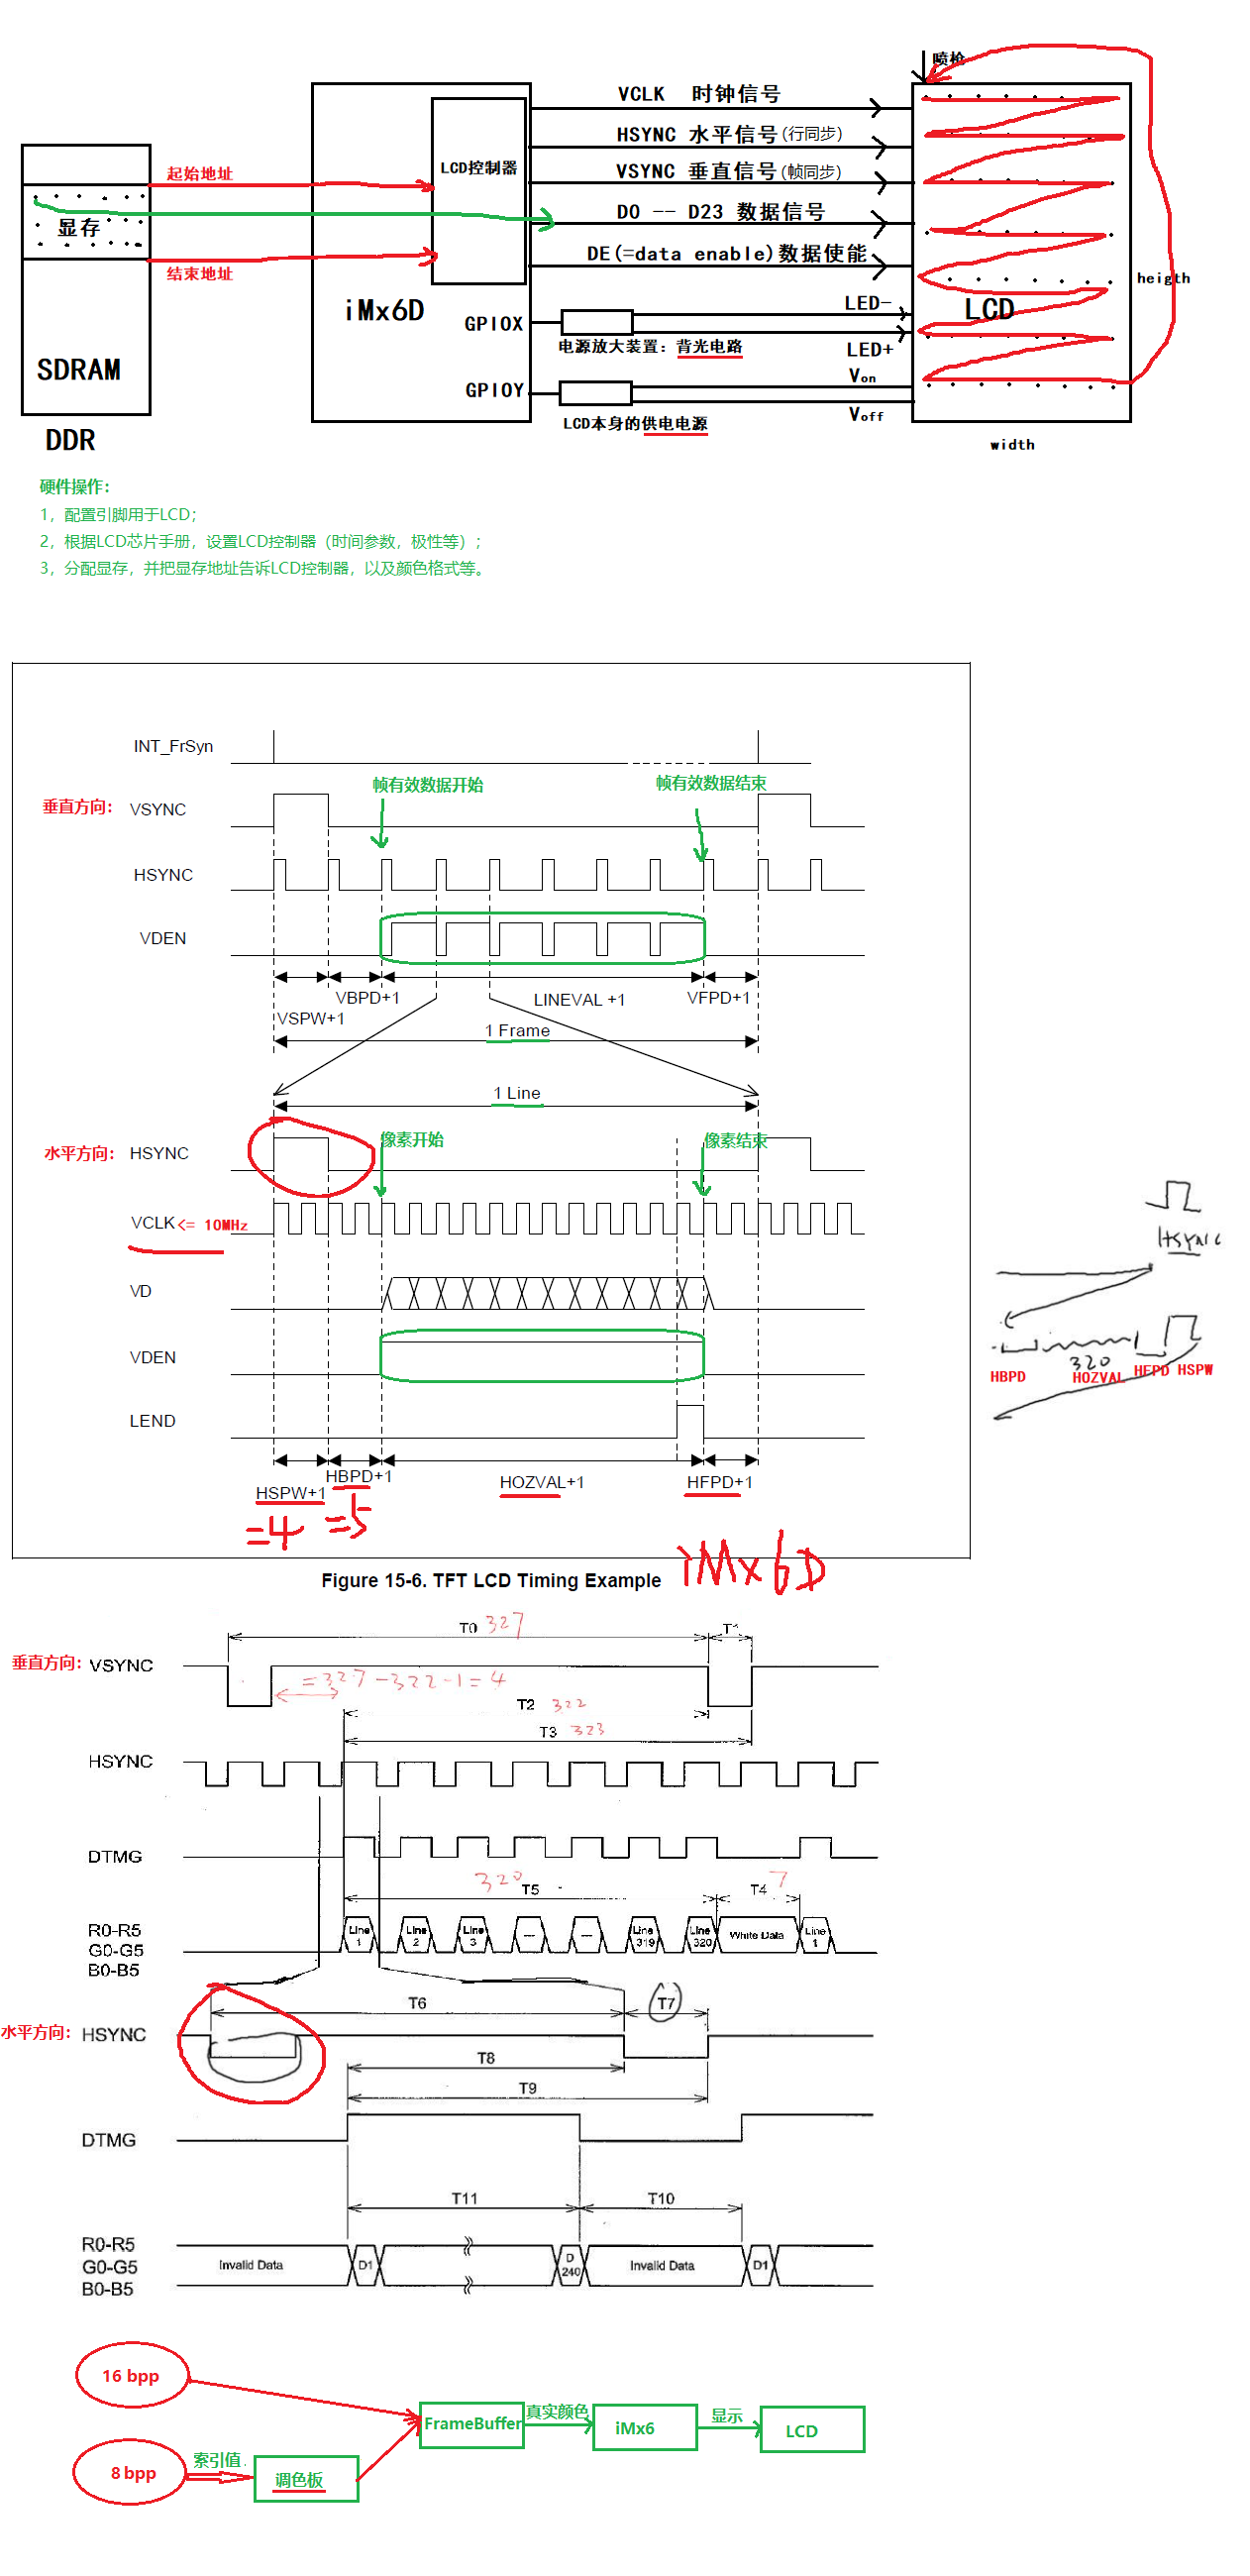 喷枪
VCLK 时钟信号
HSYNC 水平信号(行同步)
LCD控制器
VSYNC 垂直信号(帧同步)
起始地址
D0 -- D23 数据信号
显存
DE(=data enable)数据使能
结束地址
heigth
iMx6D
LED-
LCD
GPIOX
电源放大装置: 背光电路
LED+
SDRAM
Von
GPIOY
Voff
LCD本身的供电电源
DDR
width
硬件操作:
1, 配置引脚用于LCD;
2, 根据LCD芯片手册, 设置LCD控制器 (时间参数, 极性等) ;
3, 分配显存, 并把显存地址告诉LCD控制器, 以及颜色格式等。
INT_FrSyn
帧有效数据开始
帧有效数据结束
垂直方向: VSYNC
HSYNC
VDEN
VBPD+1
LINEVAL +1
VFPD+1
VSPW+1
1 Frame
1 Line
水平方向: HSYNC
像素开始
像素结束
VCLK <= 10MHz
HSYNC
VD
VDEN
320
HBPD
HOZVAL
HFPD HSPW
LEND
HBPD+1
HSPW+1
HOZVAL+1
HFPD+1
=4 =5
Figure 15-6. TFT LCD Timing Example iMx6D
T0 327
T1
垂直方向: VSYNC
=327-322-1=4
T2 322
T3 323
HSYNC
DTMG
320
7
T5
T4
R0-R5
G0-G5
B0-B5
Line 1
Line 2
Line 3
---
---
Line 319
Line 320
White Data
Line 1
T6
T7
水平方向: HSYNC
T8
T9
DTMG
T11
T10
R0-R5
G0-G5
B0-B5
Invalid Data
D1
D 240
Invalid Data
D1
16 bpp
FrameBuffer
真实颜色
iMx6
显示
LCD
8 bpp
索引值
调色板